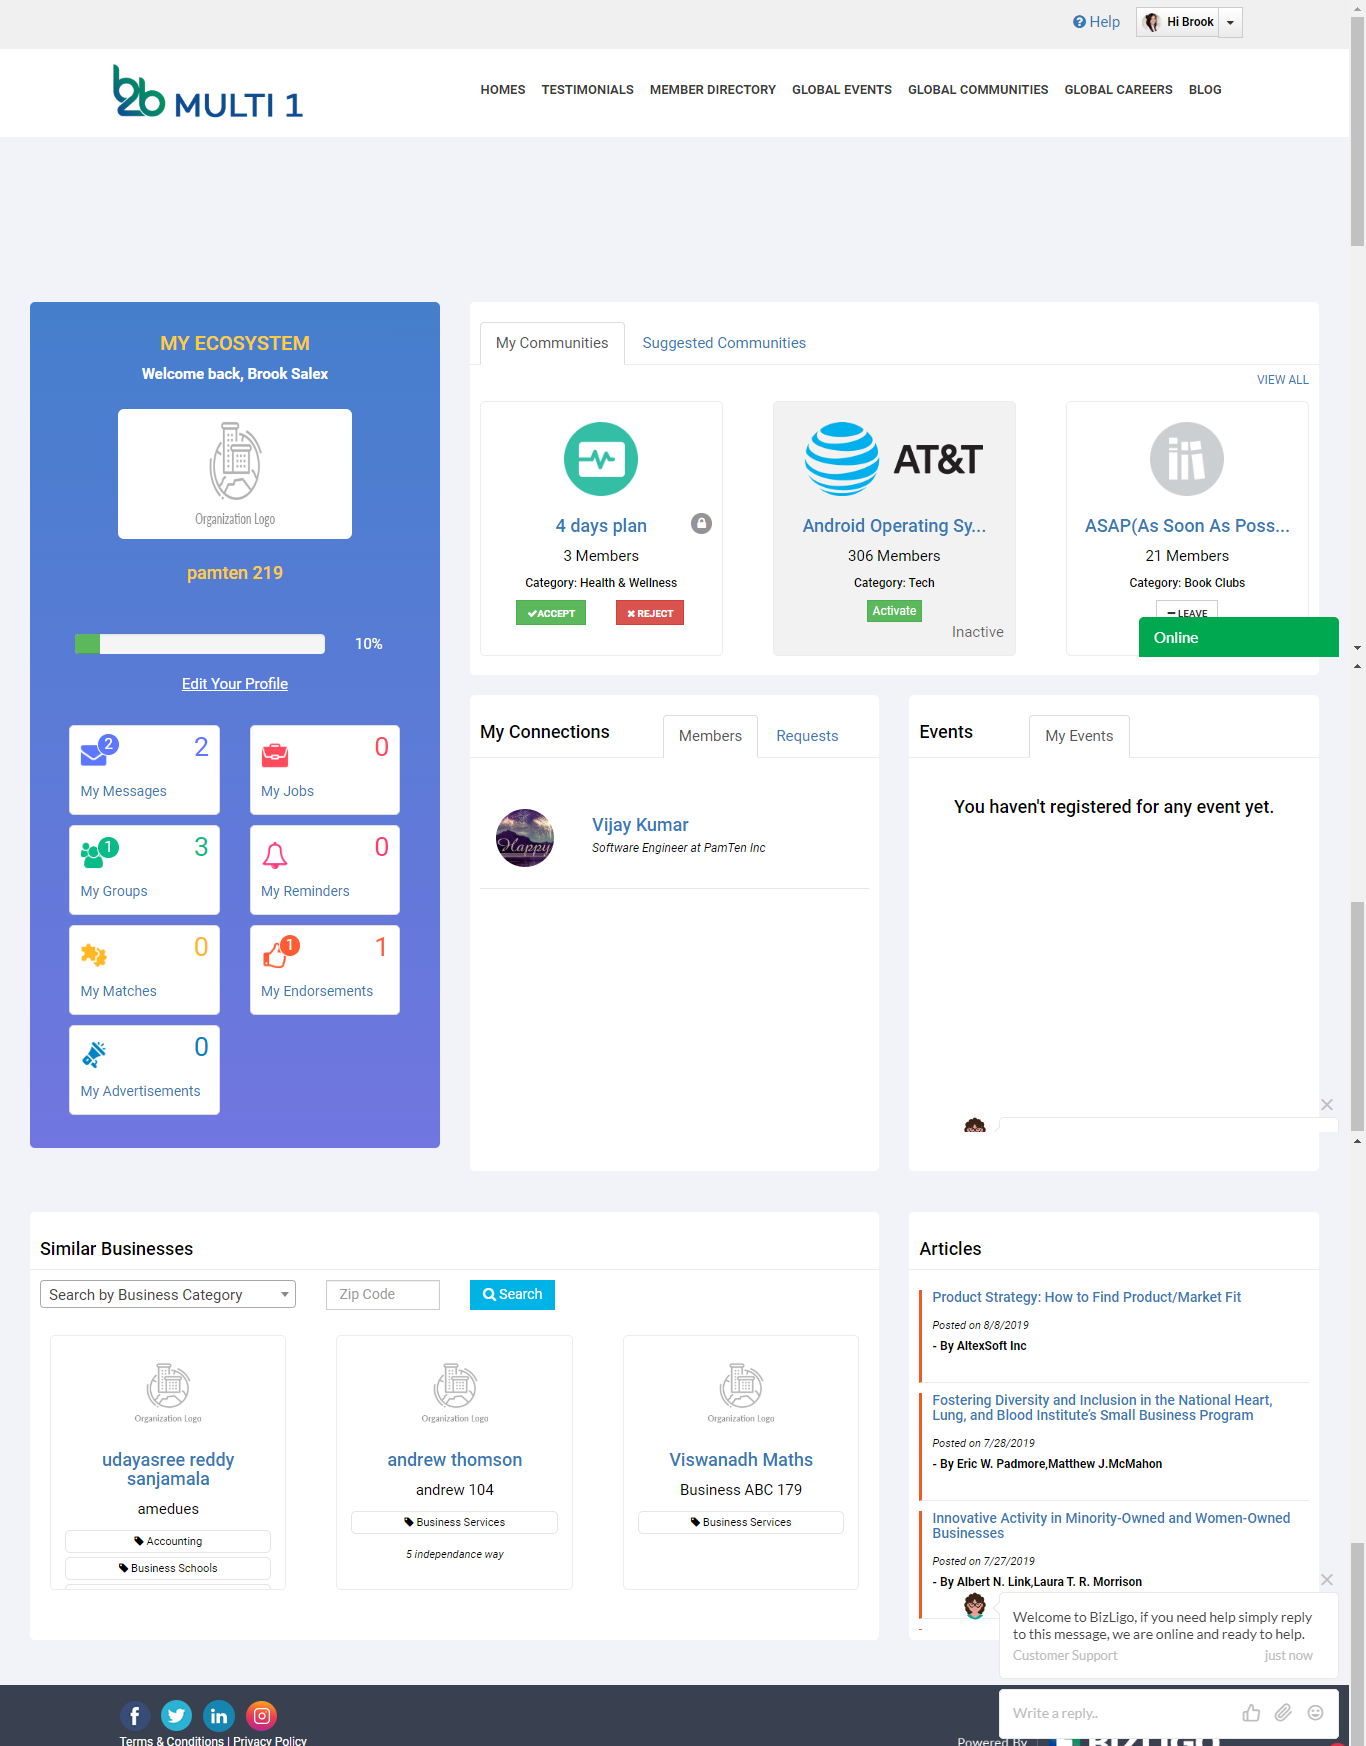 Help
Hi Brook
b2b MULTI 1
HOMES TESTIMONIALS MEMBER DIRECTORY GLOBAL EVENTS GLOBAL COMMUNITIES GLOBAL CAREERS BLOG
MY ECOSYSTEM
Welcome back, Brook Salex
Organization Logo
pamten 219
10%
Edit Your Profile
2 2
My Messages
0
My Jobs
1 3
My Groups
0
My Reminders
0
My Matches
1 1
My Endorsements
0
My Advertisements
My Communities Suggested Communities
VIEW ALL
4 days plan
3 Members
Category: Health & Wellness
ACCEPT REJECT
AT&T
Android Operating Sy...
306 Members
Category: Tech
Activate
Inactive
ASAP(As Soon As Poss...
21 Members
Category: Book Clubs
LEAVE
Online
My Connections Members Requests
Happy
Vijay Kumar
Software Engineer at PamTen Inc
Events My Events
You haven't registered for any event yet.
Similar Businesses
Search by Business Category Zip Code Search
Organization Logo
udayasree reddy
sanjamala
amedues
Accounting
Business Schools
Organization Logo
andrew thomson
andrew 104
Business Services
5 independance way
Organization Logo
Viswanadh Maths
Business ABC 179
Business Services
Articles
Product Strategy: How to Find Product/Market Fit
Posted on 8/8/2019
- By AltexSoft Inc
Fostering Diversity and Inclusion in the National Heart,
Lung, and Blood Institute's Small Business Program
Posted on 7/28/2019
- By Eric W. Padmore,Matthew J.McMahon
Innovative Activity in Minority-Owned and Women-Owned
Businesses
Posted on 7/27/2019
- By Albert N. Link,Laura T. R. Morrison
-
Welcome to BizLigo, if you need help simply reply
to this message, we are online and ready to help.
Customer Support just now
Write a reply..
Terms & Conditions | Privacy Policy
Powered By BIZLIGO